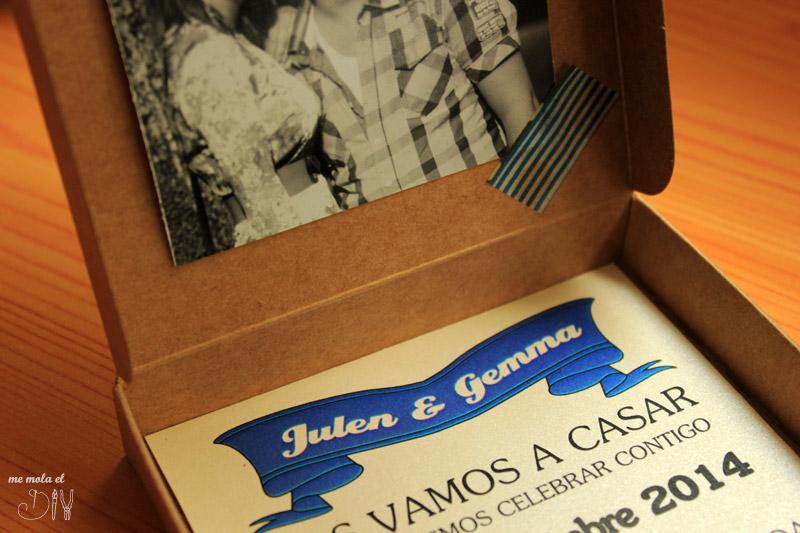 Julen & Gemma
VAMOS A CASAR
CELEBRAR CONTIGO
2014
me mola el
DIY